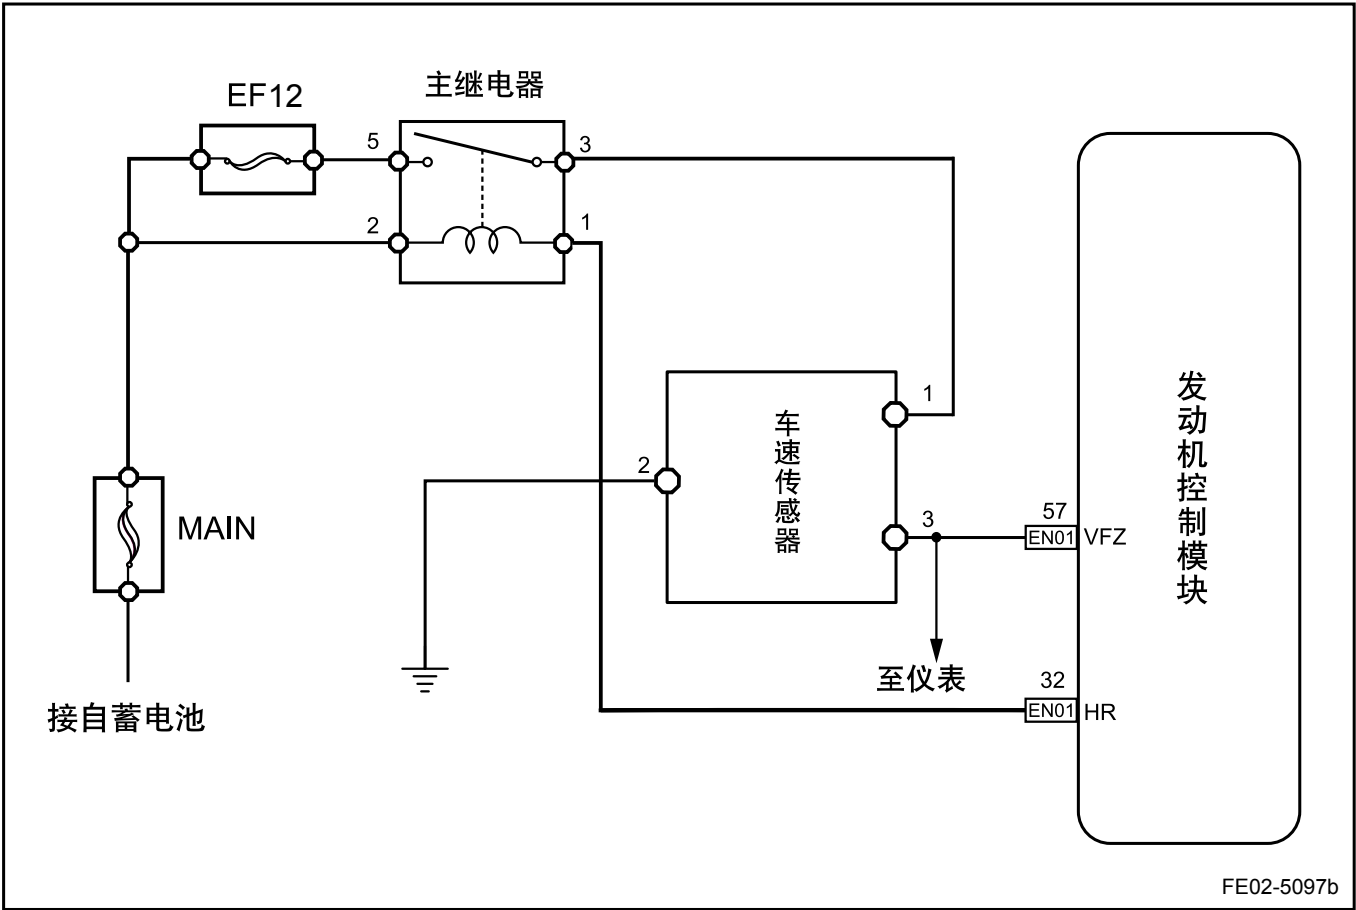 EF12
主继电器
5
3
2
1
MAIN
接自蓄电池
车速传感器
1
2
3
至仪表
57
EN01
VFZ
32
EN01
HR
发动机控制模块
FE02-5097b